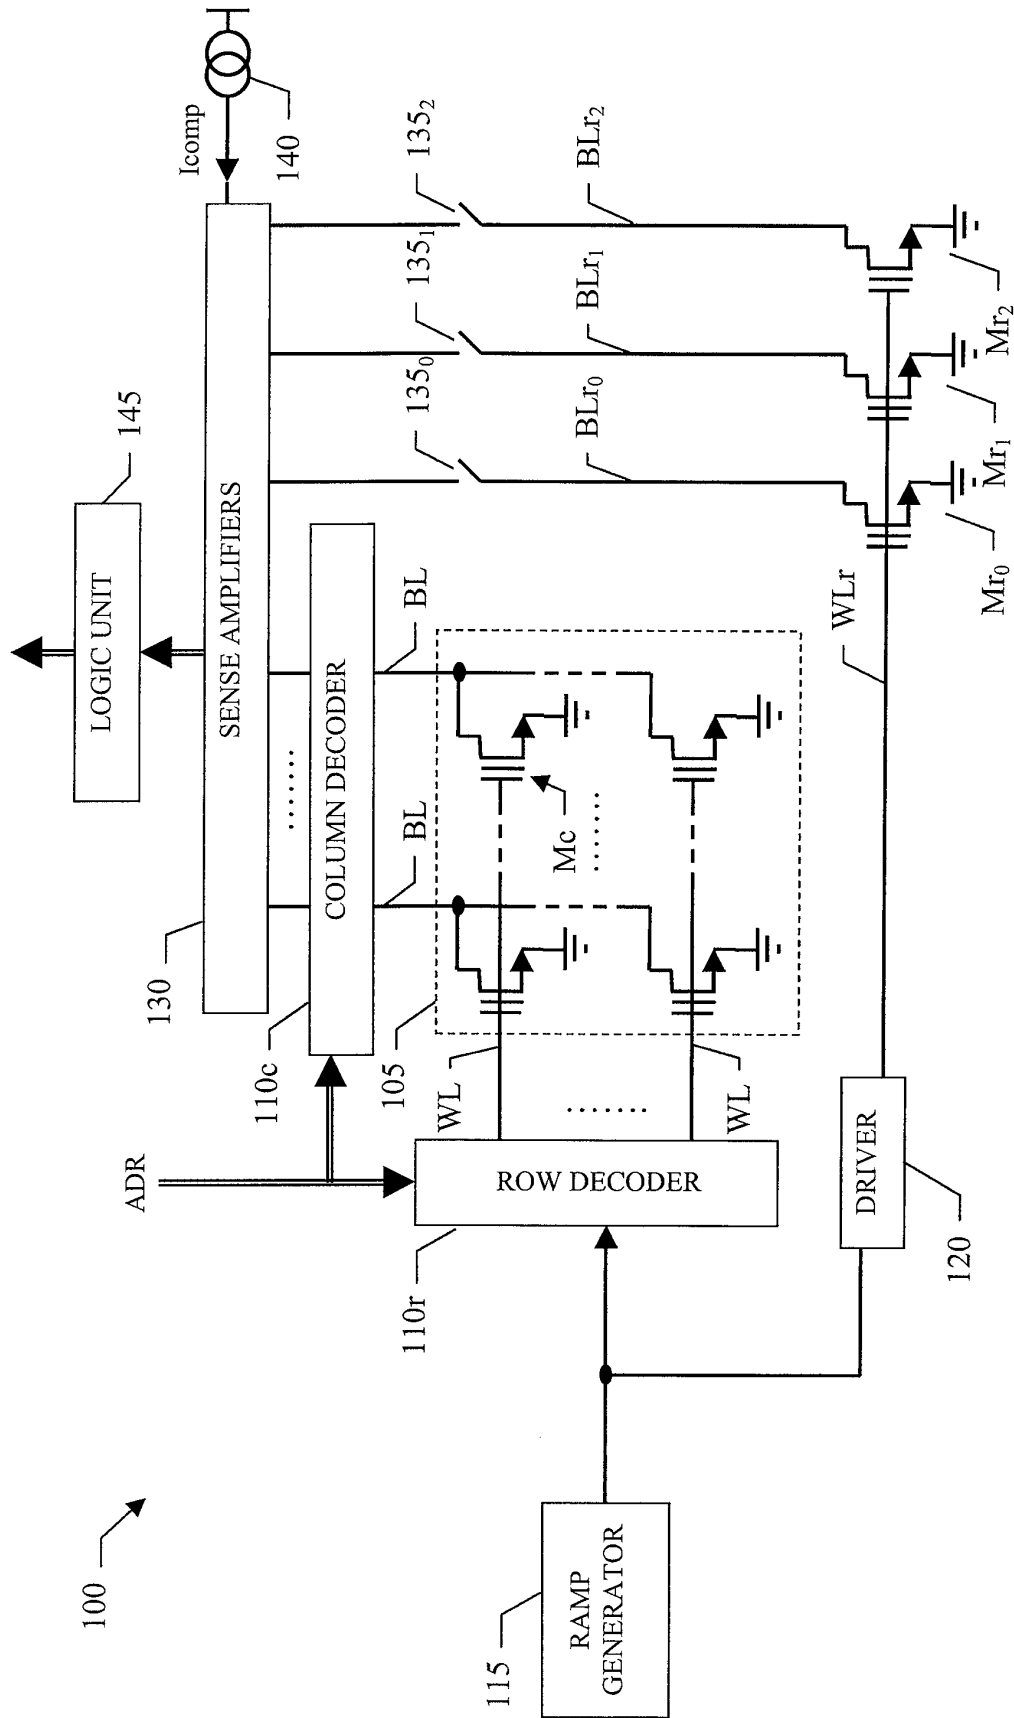 100
RAMP
GENERATOR
115
ADR
ROW DECODER
110r
DRIVER
120
WL
WL
WLr
COLUMN DECODER
110c
105
BL
BL
Mc
SENSE AMPLIFIERS
130
LOGIC UNIT
145
Icomp
140
135₀
135₁
135₂
BLr₀
BLr₁
BLr₂
Mr₀
Mr₁
Mr₂